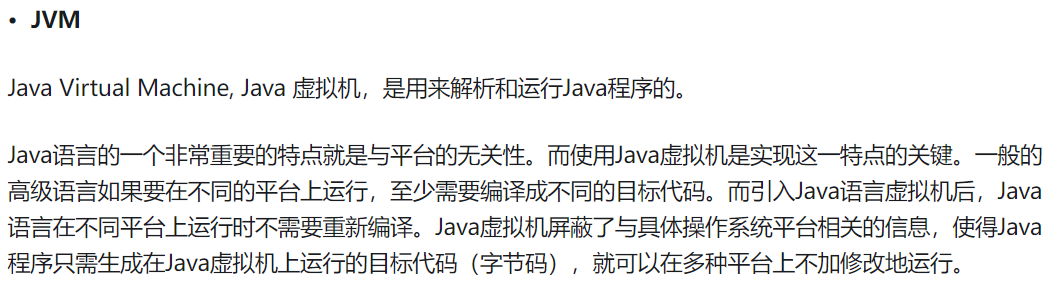 • JVM
Java Virtual Machine, Java 虚拟机，是用来解析和运行Java程序的。
Java语言的一个非常重要的特点就是与平台的无关性。而使用Java虚拟机是实现这一特点的关键。一般的
高级语言如果要在不同的平台上运行，至少需要编译成不同的目标代码。而引入Java语言虚拟机后，Java
语言在不同平台上运行时不需要重新编译。Java虚拟机屏蔽了与具体操作系统平台相关的信息，使得Java
程序只需生成在Java虚拟机上运行的目标代码（字节码），就可以在多种平台上不加修改地运行。